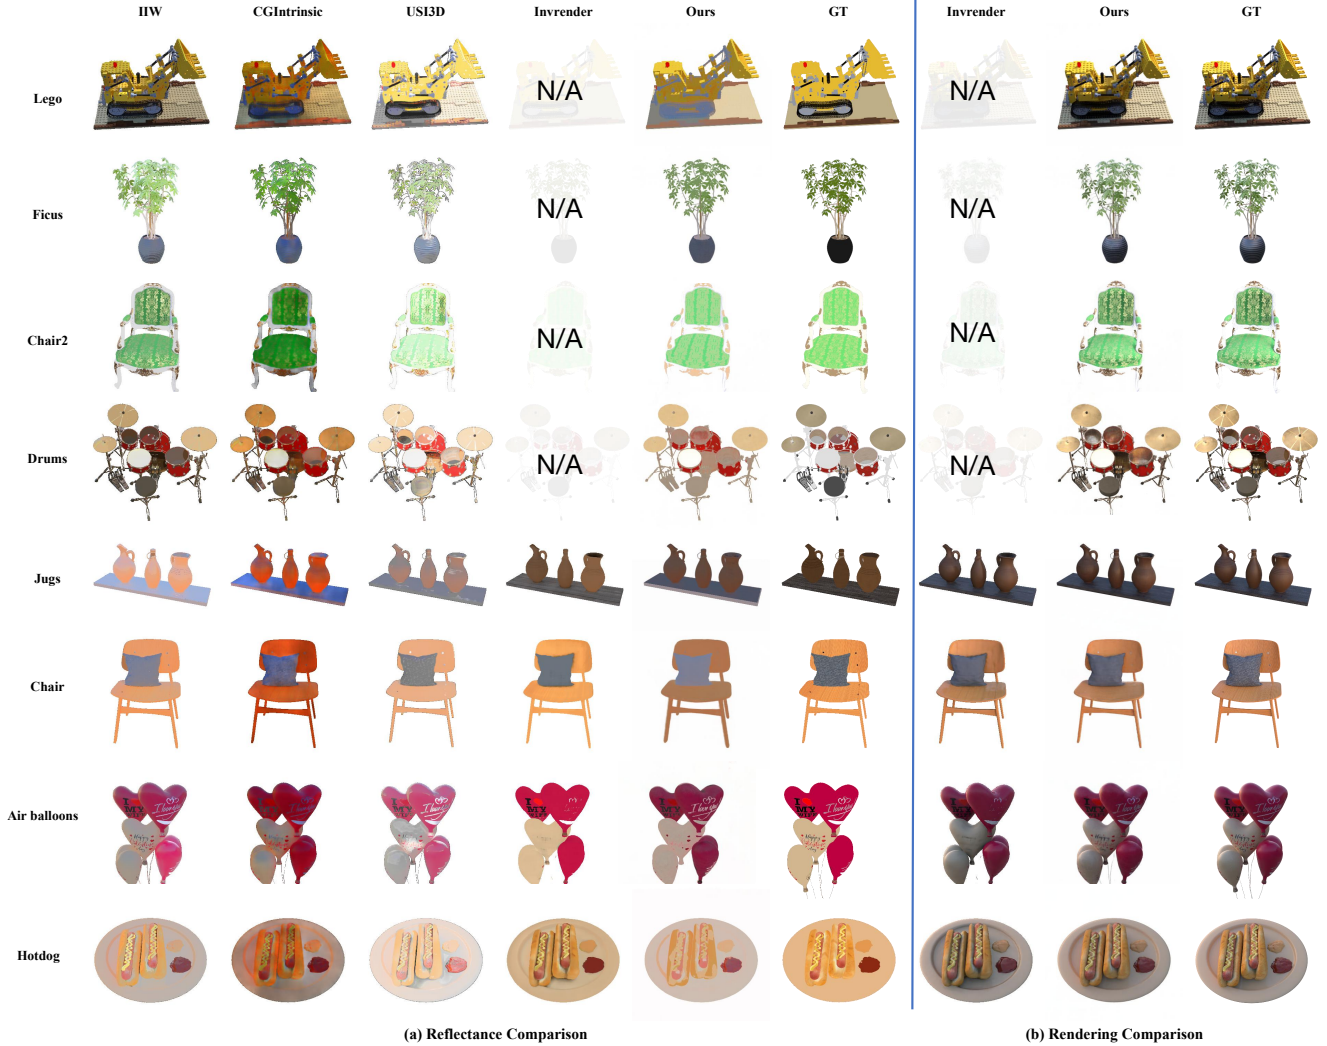 IIW CGIntrinsic USI3D Invrender Ours GT Invrender Ours GT
Lego N/A N/A
Ficus N/A N/A
Chair2 N/A N/A
Drums N/A N/A
Jugs
Chair
Air balloons
Hotdog
(a) Reflectance Comparison (b) Rendering Comparison